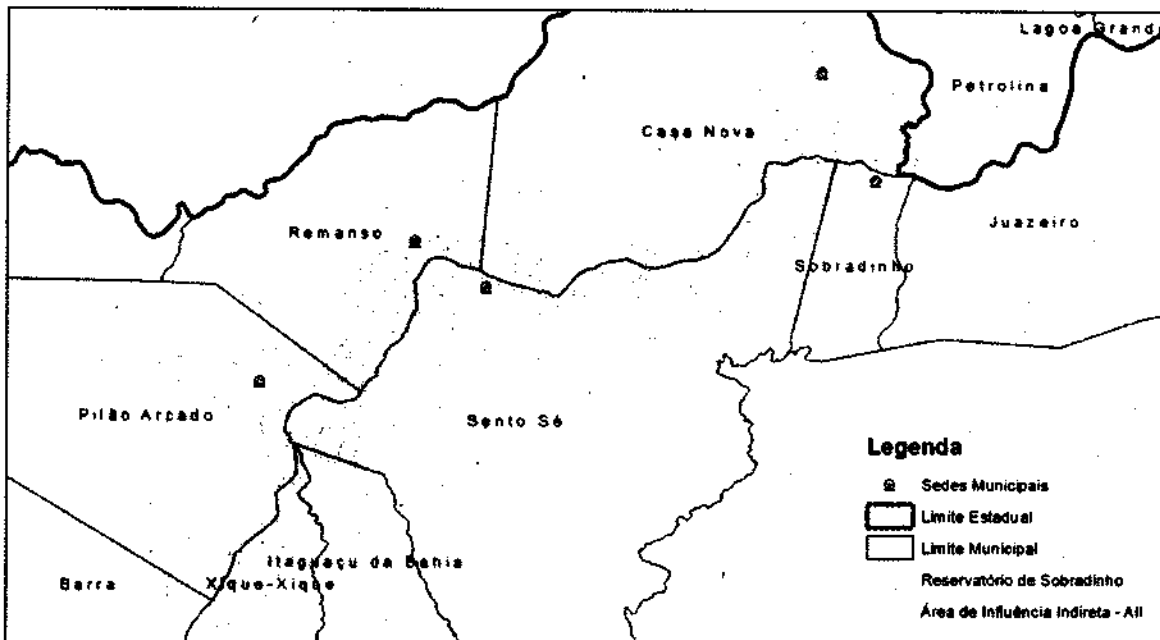 Lagoa Grand
Petrolina
Casa Nova
Remanso
Juazeiro
Sobradinho
Pilão Arcado
Sento Sé
Legenda
Sedes Municipais
Limite Estadual
Limite Municipal
Reservatório de Sobradinho
Área de Influência Indireta - AII
Itaguaçu da Bahia
Barra
Xique-Xique